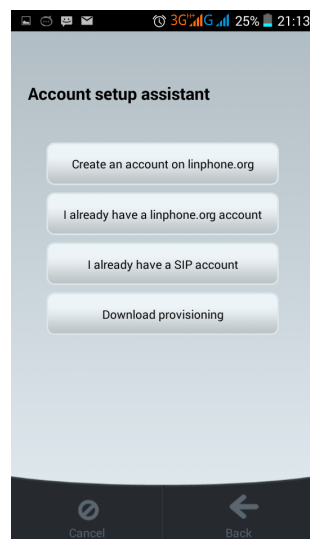 3G H G 25% 21:13
Account setup assistant
Create an account on linphone.org
I already have a linphone.org account
I already have a SIP account
Download provisioning
Cancel Back